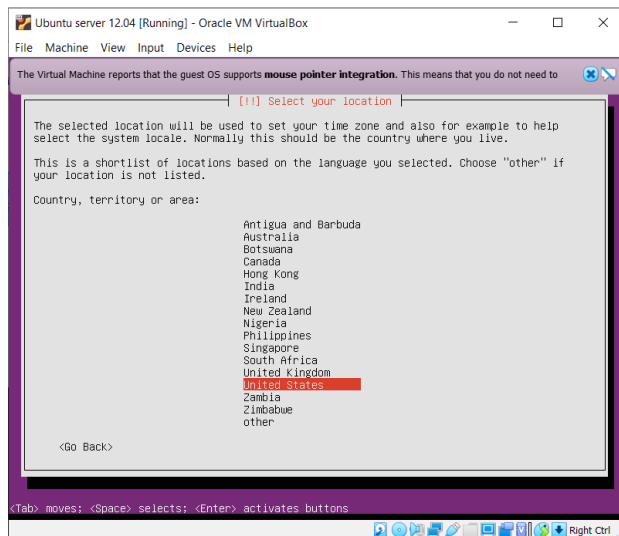 Ubuntu server 12.04 [Running] - Oracle VM VirtualBox
File Machine View Input Devices Help
The Virtual Machine reports that the guest OS supports mouse pointer integration. This means that you do not need to
[!!] Select your location
The selected location will be used to set your time zone and also for example to help
select the system locale. Normally this should be the country where you live.
This is a shortlist of locations based on the language you selected. Choose "other" if
your location is not listed.
Country, territory or area:
Antigua and Barbuda
Australia
Botswana
Canada
Hong Kong
India
Ireland
New Zealand
Nigeria
Philippines
Singapore
South Africa
United Kingdom
United States
Zambia
Zimbabwe
other
<Go Back>
<Tab> moves; <Space> selects; <Enter> activates buttons
Right Ctrl